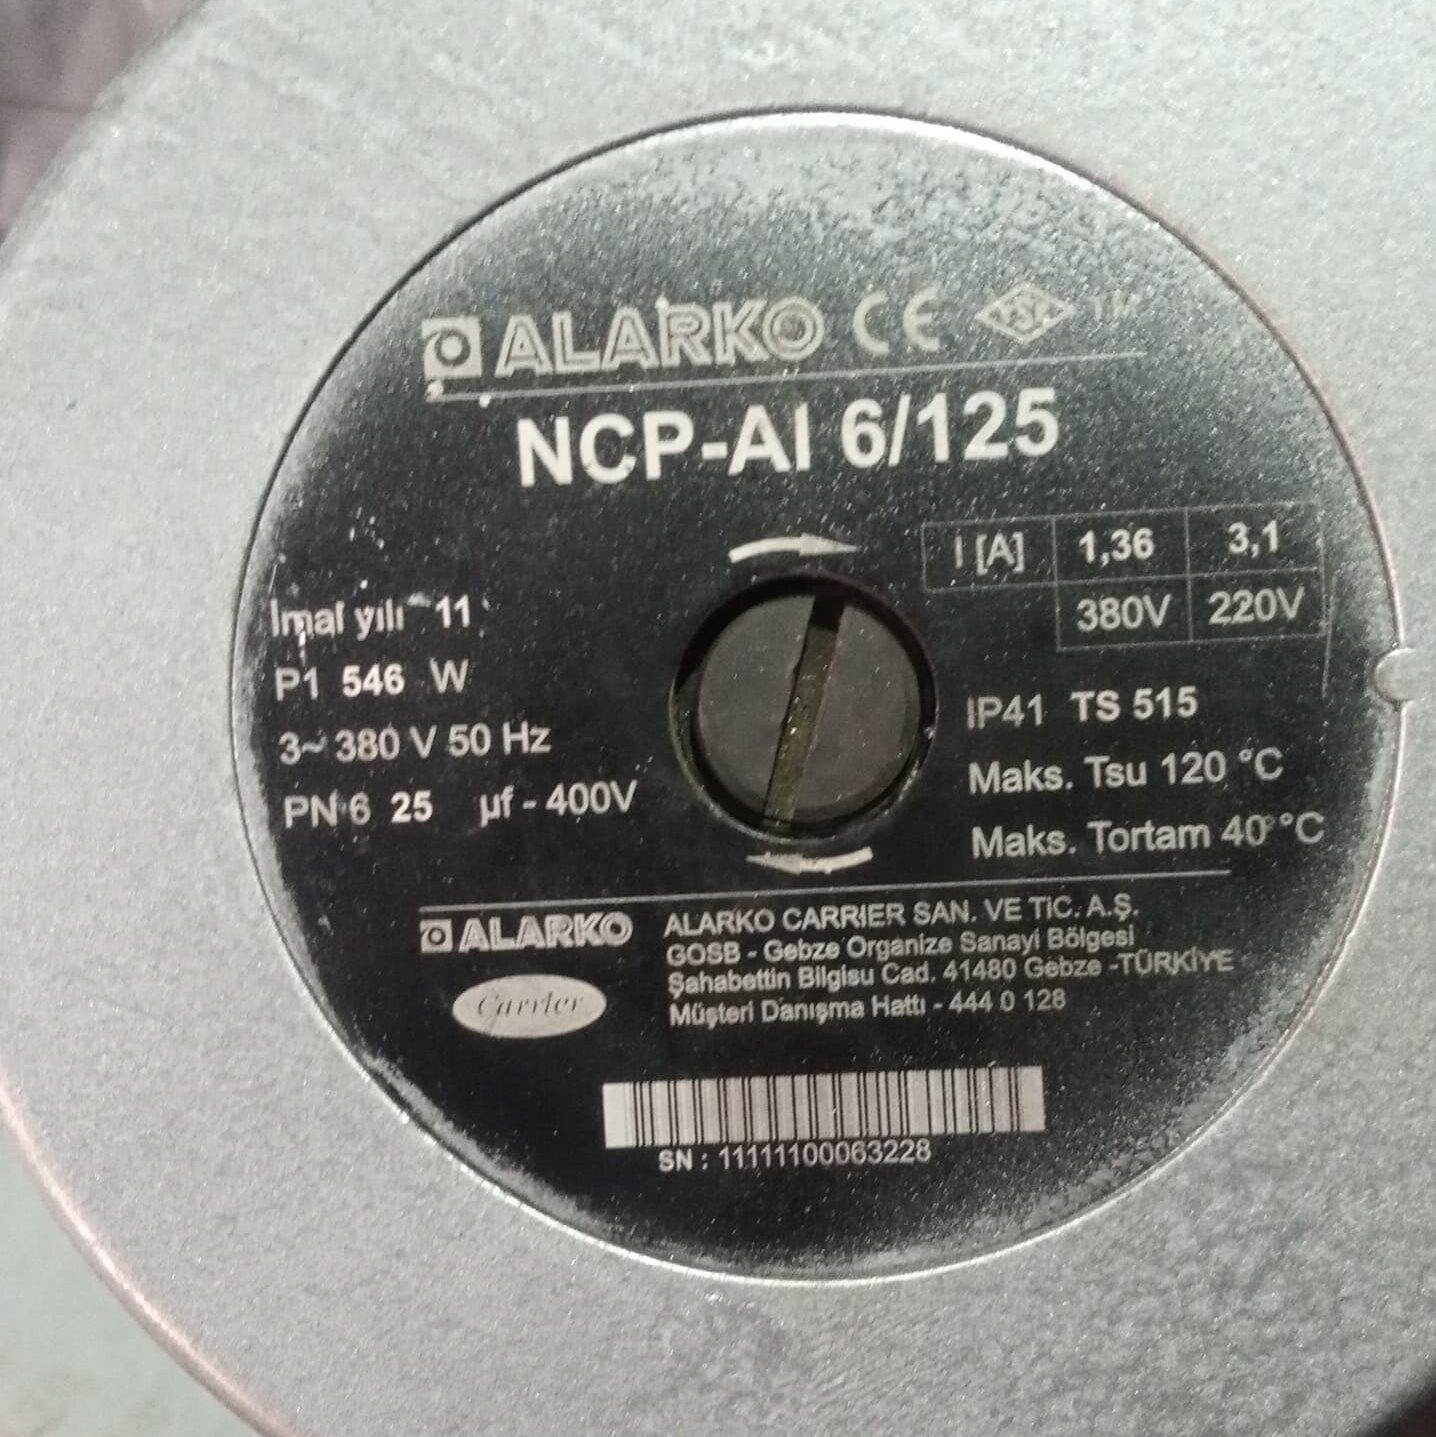 ALARKO CE TSE
NCP-AI 6/125
I [A] 1,36 3,1
380V 220V
İmal yılı 11
P1 546 W
3~ 380 V 50 Hz
PN 6 25 µf - 400V
IP41 TS 515
Maks. Tsu 120 °C
Maks. Tortam 40 °C
ALARKO
Carrier
ALARKO CARRIER SAN. VE TİC. A.Ş.
GOSB - Gebze Organize Sanayi Bölgesi
Şahabettin Bilgisu Cad. 41480 Gebze -TÜRKİYE
Müşteri Danışma Hattı - 444 0 128
SN : 11111100063228